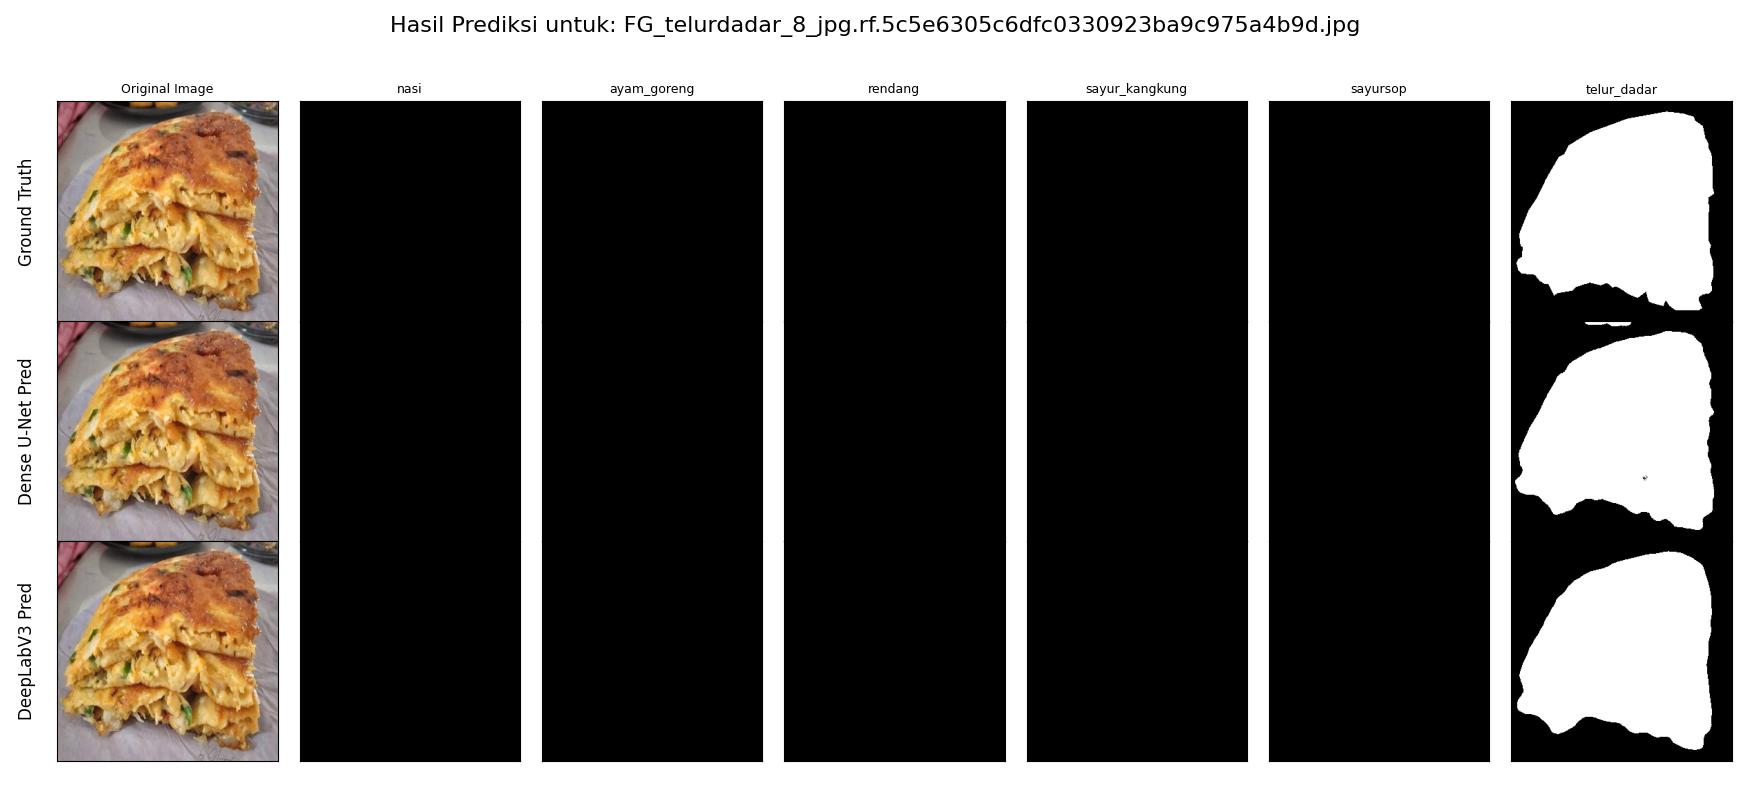 Hasil Prediksi untuk: FG_telurdadar_8_jpg.rf.5c5e6305c6dfc0330923ba9c975a4b9d.jpg
Original Image
nasi
ayam_goreng
rendang
sayur_kangkung
sayursop
telur_dadar
Ground Truth
Dense U-Net Pred
DeepLabV3 Pred